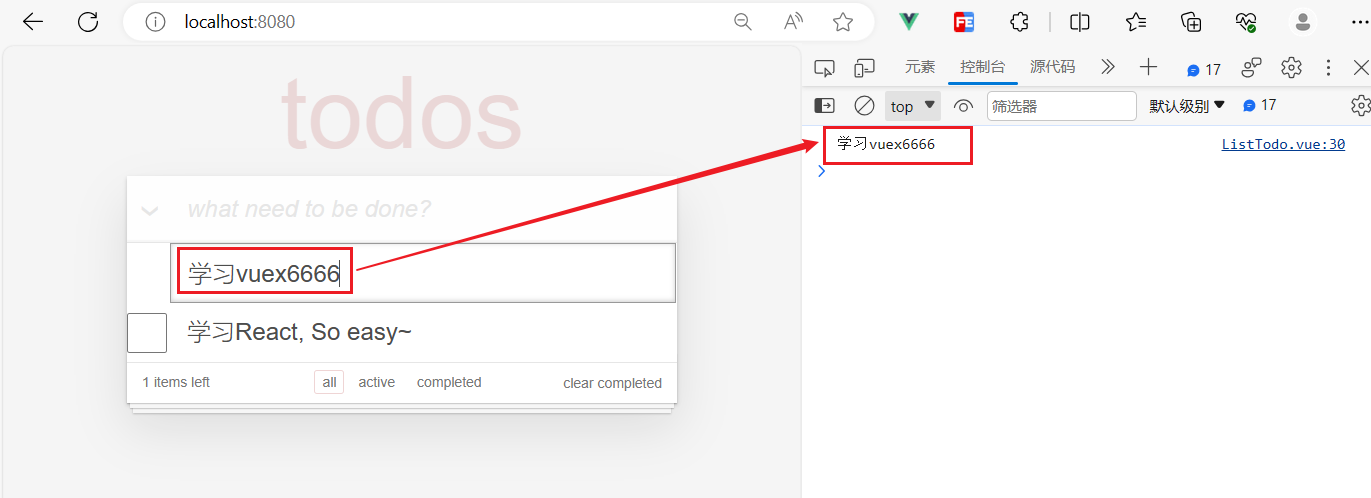 localhost:8080
todos
what need to be done?
学习vuex6666
学习React, So easy~
1 items left
all
active
completed
clear completed
元素
控制台
源代码
17
top
筛选器
默认级别
17
学习vuex6666
ListTodo.vue:30